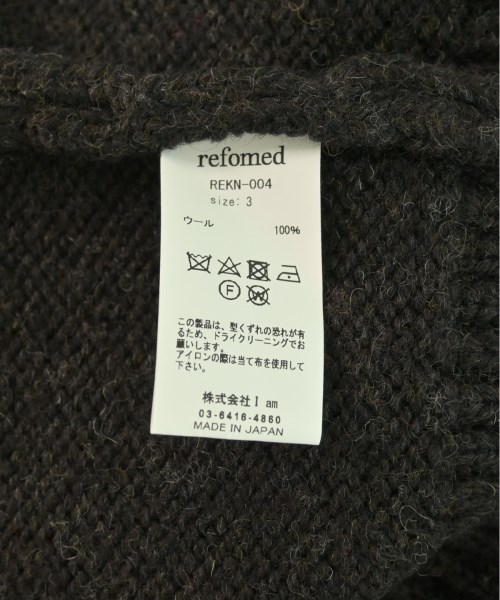 refomed
REKN-004
size: 3
ウール 100%
F W
この製品は、型くずれの恐れが有
るため、ドライクリーニングでお
願いします。
アイロンの際は当て布を使用して
下さい。
株式会社I am
03-6416-4860
MADE IN JAPAN